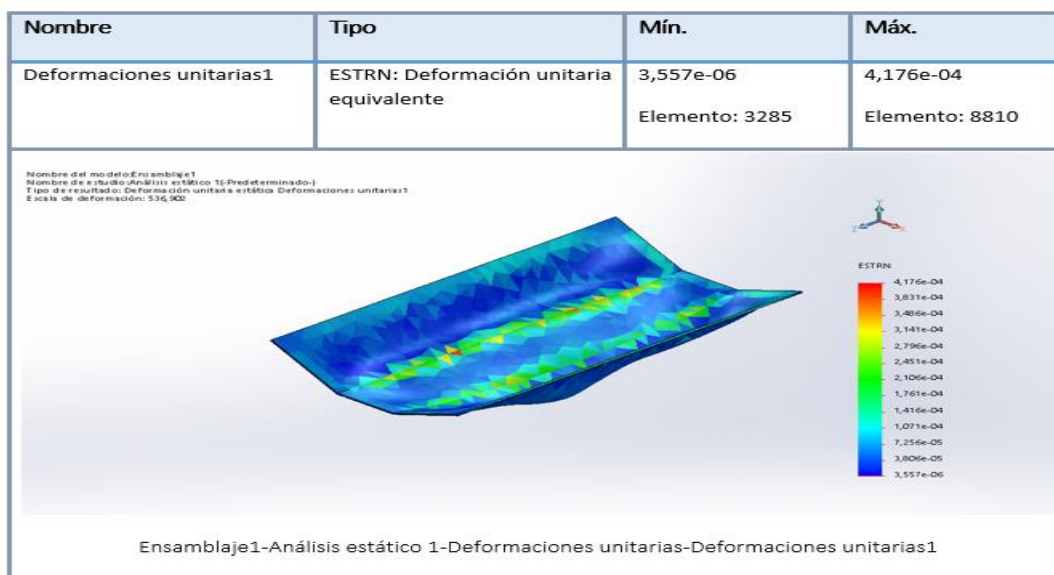 Nombre Tipo Mín. Máx.
Deformaciones unitarias1 ESTRN: Deformación unitaria equivalente 3,557e-06 Elemento: 3285 4,176e-04 Elemento: 8810
Nombre del modelo:Ensamblaje1
Nombre de estudio:Análisis estático 1(-Predeterminado-)
Tipo de resultado: Deformación unitaria estática Deformaciones unitarias1
Escala de deformación: 536,902
Y
Z X
ESTRN
4,176e-04
3,831e-04
3,486e-04
3,141e-04
2,796e-04
2,451e-04
2,106e-04
1,761e-04
1,416e-04
1,071e-04
7,256e-05
3,806e-05
3,557e-06
Ensamblaje1-Análisis estático 1-Deformaciones unitarias-Deformaciones unitarias1